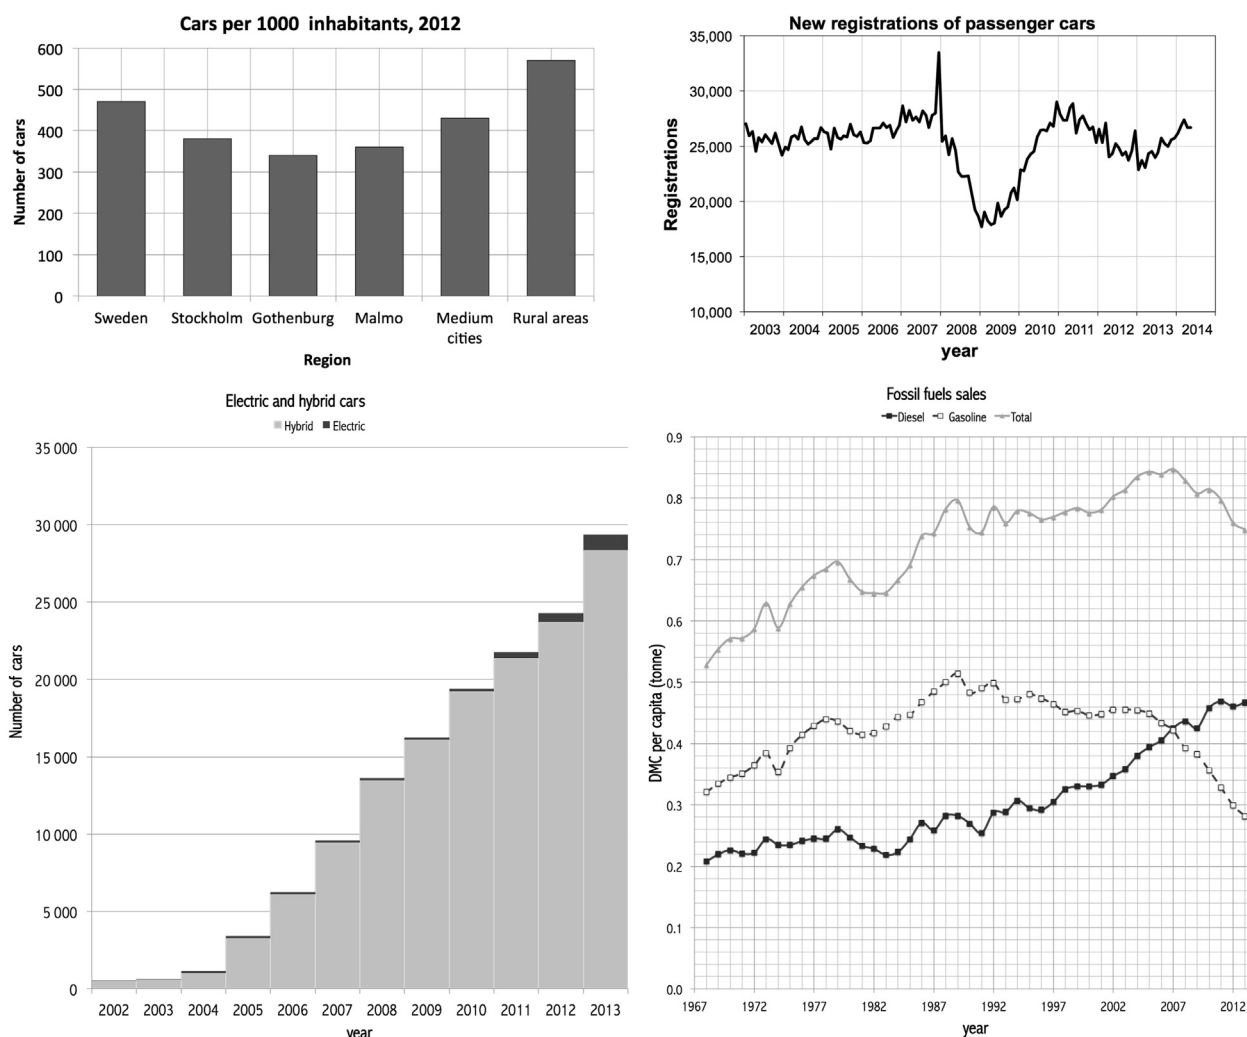 Cars per 1000 inhabitants, 2012
Number of cars
600
500
400
300
200
100
0
Sweden Stockholm Gothenburg Malmo Medium cities Rural areas
Region
New registrations of passenger cars
Registrations
35,000
30,000
25,000
20,000
15,000
10,000
2003 2004 2005 2006 2007 2008 2009 2010 2011 2012 2013 2014
year
Electric and hybrid cars
Hybrid Electric
Number of cars
35 000
30 000
25 000
20 000
15 000
10 000
5 000
0
2002 2003 2004 2005 2006 2007 2008 2009 2010 2011 2012 2013
year
Fossil fuels sales
Diesel Gasoline Total
DMC per capita (tonne)
0.9
0.8
0.7
0.6
0.5
0.4
0.3
0.2
0.1
0.0
1967 1972 1977 1982 1987 1992 1997 2002 2007 2012
year